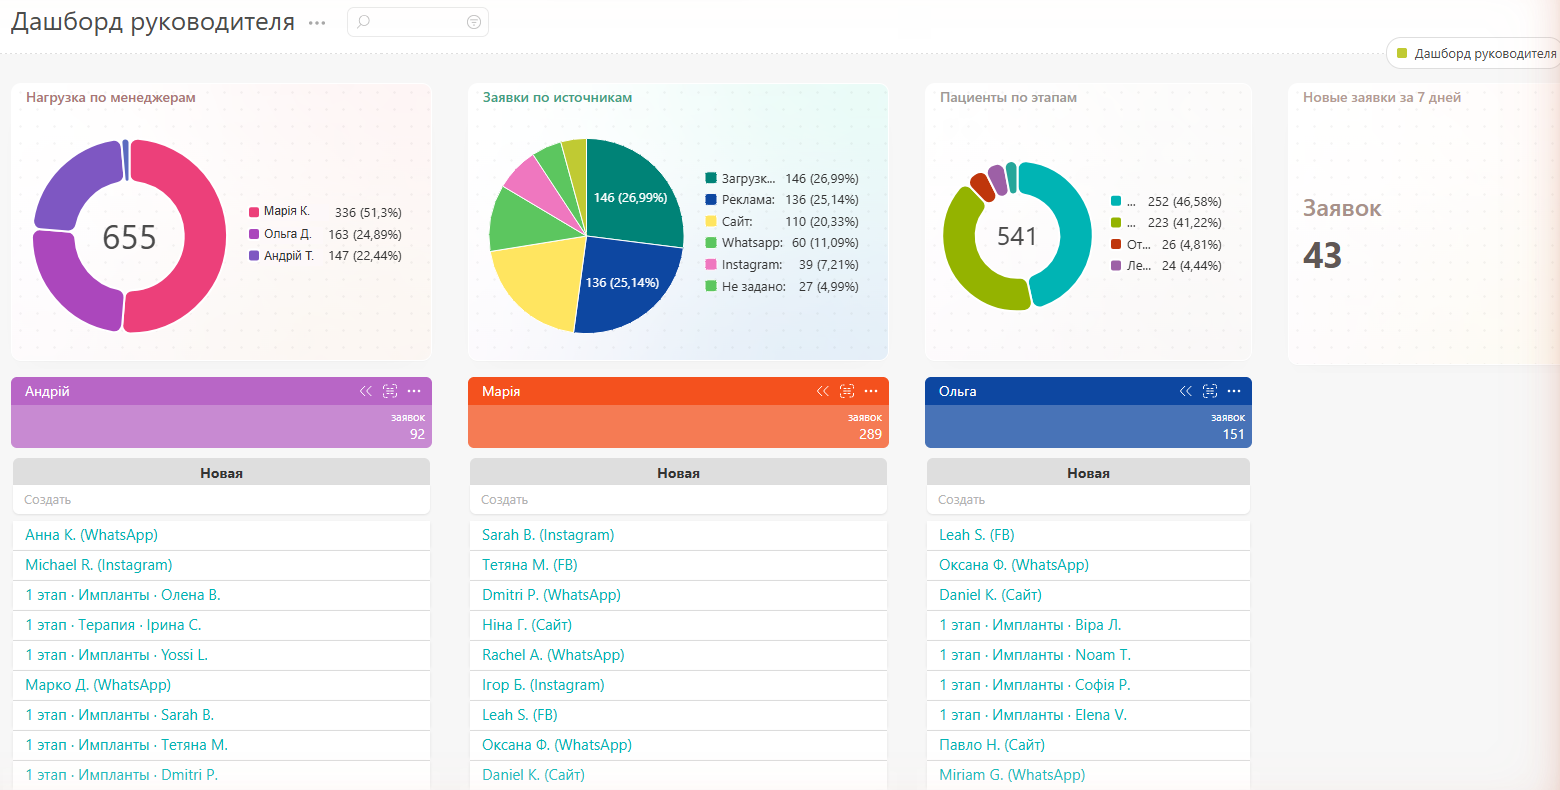 Дашборд руководителя ···
Дашборд руководителя
Нагрузка по менеджерам
655
Марія К. 336 (51,3%)
Ольга Д. 163 (24,89%)
Андрій Т. 147 (22,44%)
Заявки по источникам
146 (26,99%)
136 (25,14%)
Загрузк... 146 (26,99%)
Реклама: 136 (25,14%)
Сайт: 110 (20,33%)
Whatsapp: 60 (11,09%)
Instagram: 39 (7,21%)
Не задано: 27 (4,99%)
Пациенты по этапам
541
... 252 (46,58%)
... 223 (41,22%)
От... 26 (4,81%)
Ле... 24 (4,44%)
Новые заявки за 7 дней
Заявок
43
Андрій
заявок
92
Новая
Создать
Анна К. (WhatsApp)
Michael R. (Instagram)
1 этап · Импланты · Олена В.
1 этап · Терапия · Ірина С.
1 этап · Импланты · Yossi L.
Марко Д. (WhatsApp)
1 этап · Импланты · Sarah B.
1 этап · Импланты · Тетяна М.
1 этап · Импланты · Dmitri P.
Марія
заявок
289
Новая
Создать
Sarah B. (Instagram)
Тетяна М. (FB)
Dmitri P. (WhatsApp)
Ніна Г. (Сайт)
Rachel A. (WhatsApp)
Ігор Б. (Instagram)
Leah S. (FB)
Оксана Ф. (WhatsApp)
Daniel K. (Сайт)
Ольга
заявок
151
Новая
Создать
Leah S. (FB)
Оксана Ф. (WhatsApp)
Daniel K. (Сайт)
1 этап · Импланты · Віра Л.
1 этап · Импланты · Noam T.
1 этап · Импланты · Софія Р.
1 этап · Импланты · Elena V.
Павло Н. (Сайт)
Miriam G. (WhatsApp)